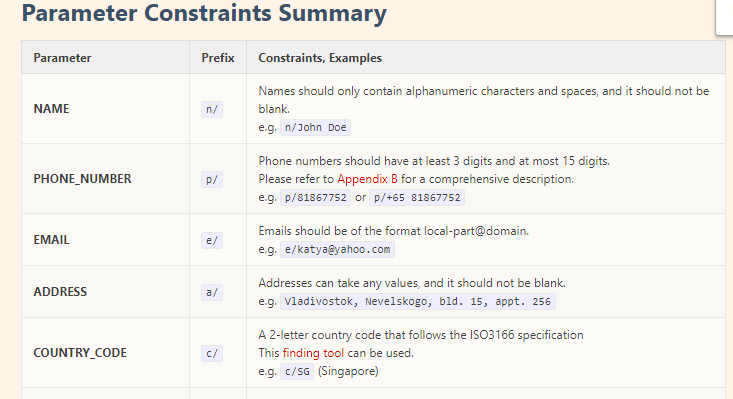 Parameter Constraints Summary
Parameter Prefix Constraints, Examples
NAME n/ Names should only contain alphanumeric characters and spaces, and it should not be
blank.
e.g. n/John Doe
PHONE_NUMBER p/ Phone numbers should have at least 3 digits and at most 15 digits.
Please refer to Appendix B for a comprehensive description.
e.g. p/81867752 or p/+65 81867752
EMAIL e/ Emails should be of the format local-part@domain.
e.g. e/katya@yahoo.com
ADDRESS a/ Addresses can take any values, and it should not be blank.
e.g. Vladivostok, Nevelskogo, bld. 15, appt. 256
COUNTRY_CODE c/ A 2-letter country code that follows the ISO3166 specification
This finding tool can be used.
e.g. c/SG (Singapore)